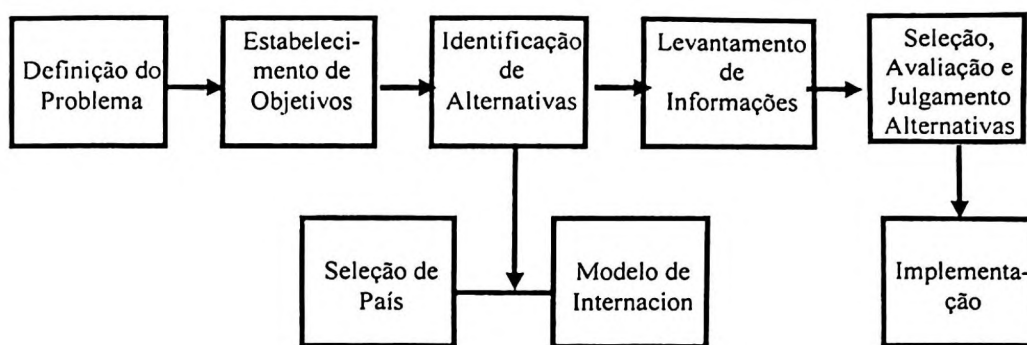 Definição do
Problema
Estabeleci-
mento de
Objetivos
Identificação
de
Alternativas
Levantamento
de
Informações
Seleção,
Avaliação e
Julgamento
Alternativas
Seleção de
País
Modelo de
Internacion
Implementa-
ção